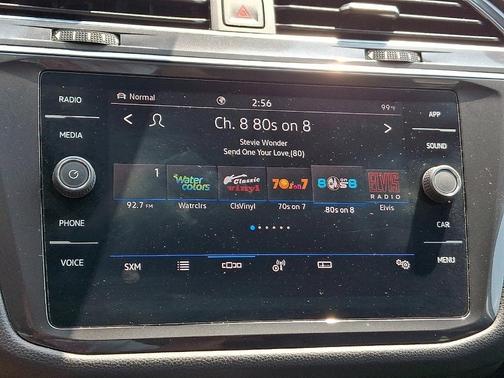 RADIO
MEDIA
PHONE
VOICE
Normal
2:56
99°F
Ch. 8 80s on 8
Stevie Wonder
Send One Your Love,(80)
1
Water colors
Classic vinyl
70s on 7
80s on 8
ELVIS RADIO
92.7 FM
Watrclrs
ClsVinyl
70s on 7
80s on 8
Elvis
SXM
APP
SOUND
CAR
MENU